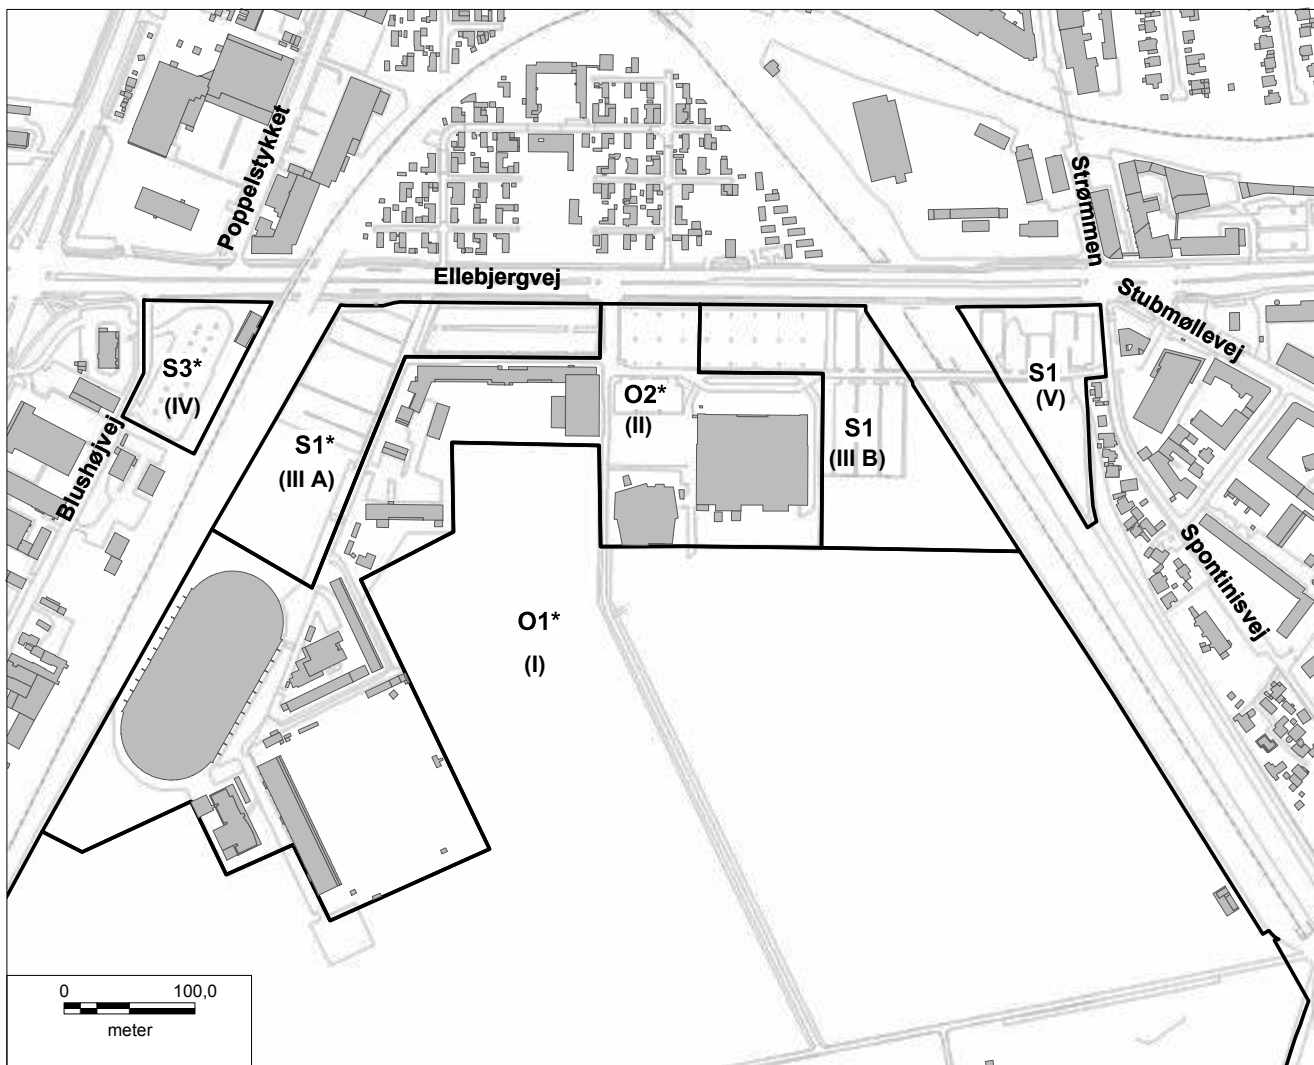 Poppelstykket
Strømmen
Ellebjergvej
Stubmøllevej
S3*
(IV)
S1
(V)
O2*
(II)
S1*
(III A)
S1
(III B)
Blushøjvej
Spontinisvej
O1*
(I)
0 100,0
meter